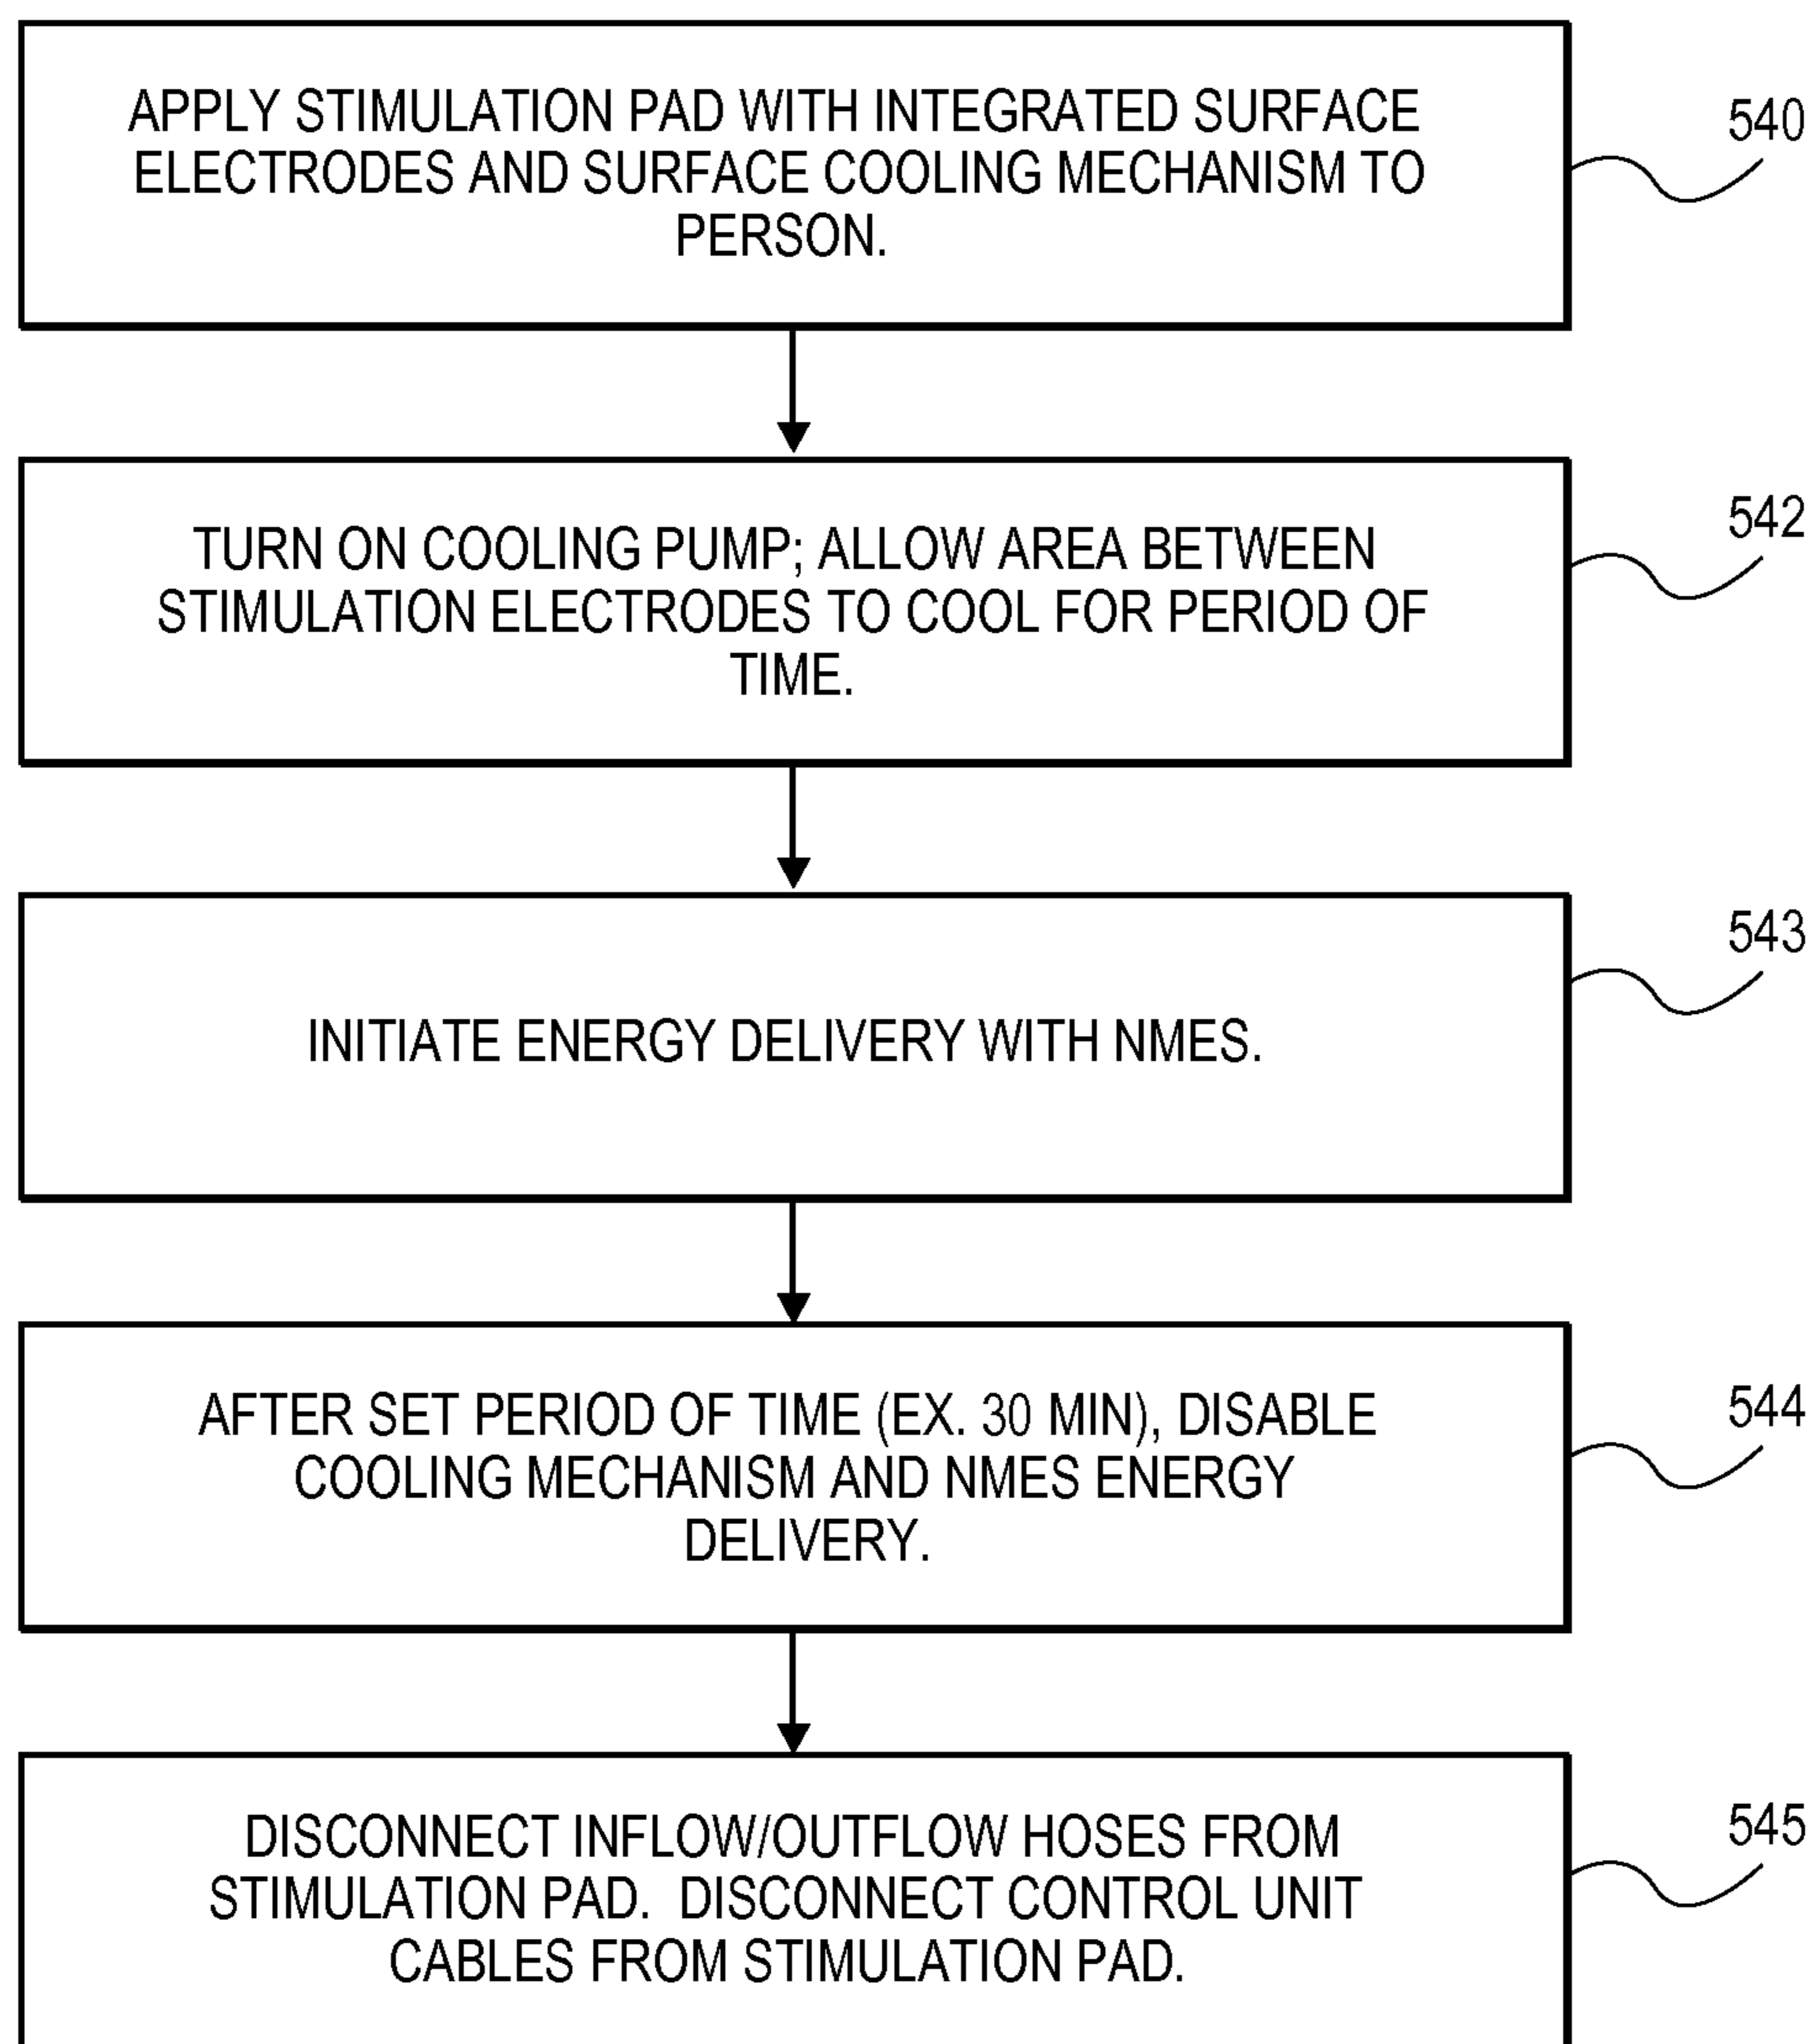 APPLY STIMULATION PAD WITH INTEGRATED SURFACE
ELECTRODES AND SURFACE COOLING MECHANISM TO
PERSON.
540
TURN ON COOLING PUMP; ALLOW AREA BETWEEN
STIMULATION ELECTRODES TO COOL FOR PERIOD OF
TIME.
542
INITIATE ENERGY DELIVERY WITH NMES.
543
AFTER SET PERIOD OF TIME (EX. 30 MIN), DISABLE
COOLING MECHANISM AND NMES ENERGY
DELIVERY.
544
DISCONNECT INFLOW/OUTFLOW HOSES FROM
STIMULATION PAD.  DISCONNECT CONTROL UNIT
CABLES FROM STIMULATION PAD.
545